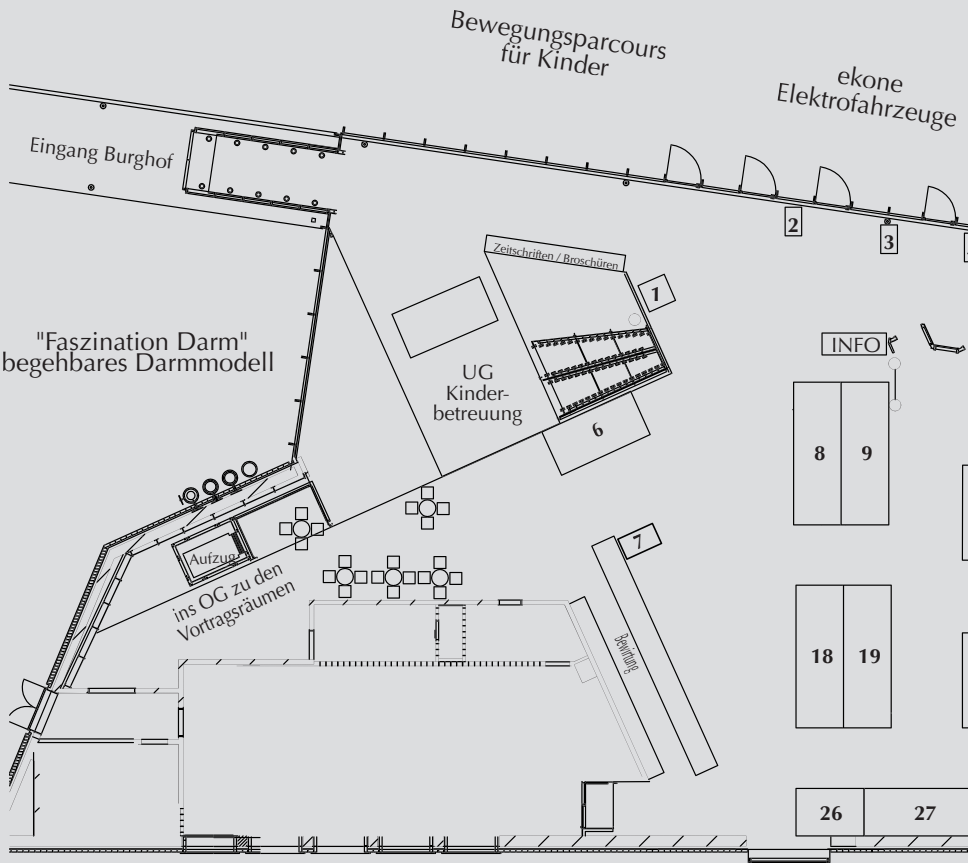 Bewegungsparcours
für Kinder
ekone
Elektrofahrzeuge
Eingang Burghof
2
3
Zeitschriften / Broschüren
1
"Faszination Darm"
begehbares Darmmodell
INFO
UG
Kinder-
betreuung
6
8
9
7
Aufzug
ins OG zu den
Vortragsräumen
Bewirtung
18
19
26
27